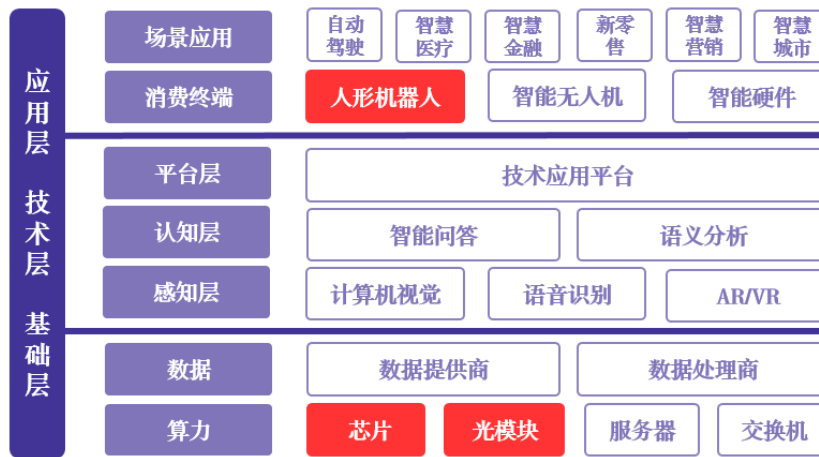 应用层 技术层 基础层
场景应用
自动
驾驶
智慧
医疗
智慧
金融
新零
售
智慧
营销
智慧
城市
消费终端
人形机器人
智能无人机
智能硬件
平台层
技术应用平台
认知层
智能问答
语义分析
感知层
计算机视觉
语音识别
AR/VR
数据
数据提供商
数据处理商
算力
芯片
光模块
服务器
交换机